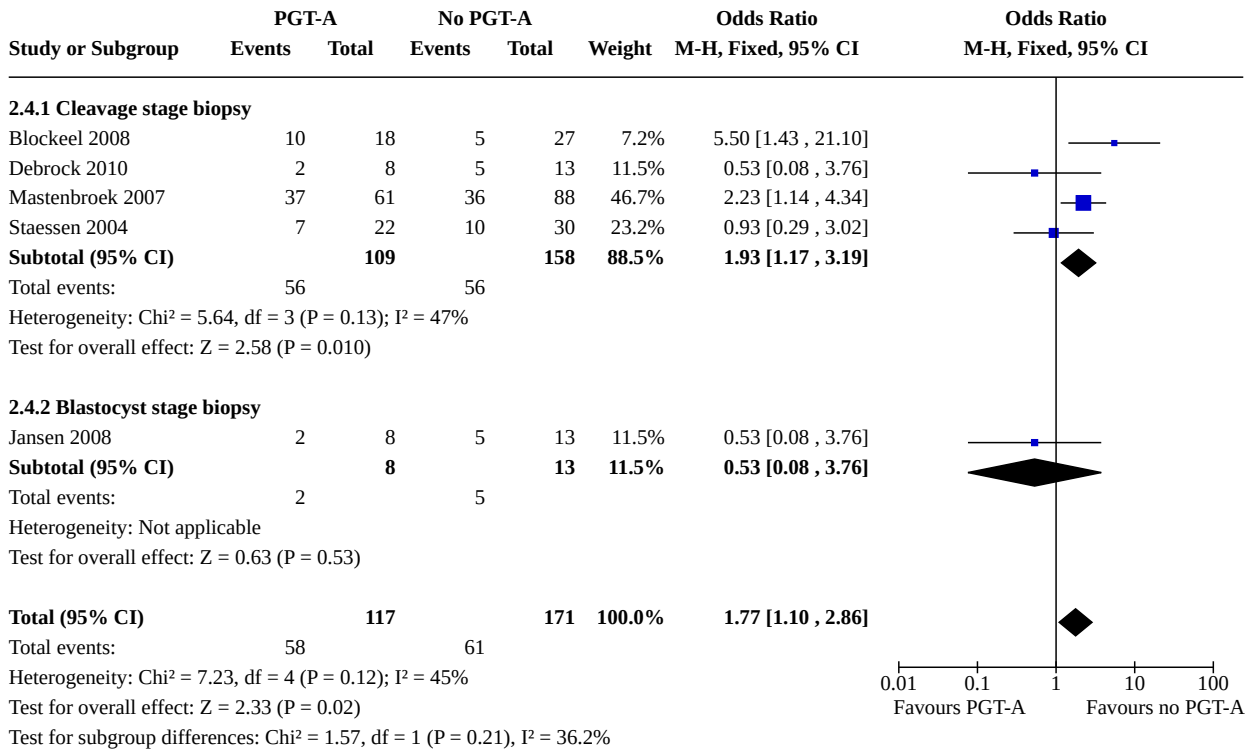 PGT-A No PGT-A Odds Ratio Odds Ratio
Study or Subgroup Events Total Events Total Weight M-H, Fixed, 95% CI M-H, Fixed, 95% CI
2.4.1 Cleavage stage biopsy
Blockeel 2008 10 18 5 27 7.2% 5.50 [1.43 , 21.10]
Debrock 2010 2 8 5 13 11.5% 0.53 [0.08 , 3.76]
Mastenbroek 2007 37 61 36 88 46.7% 2.23 [1.14 , 4.34]
Staessen 2004 7 22 10 30 23.2% 0.93 [0.29 , 3.02]
Subtotal (95% CI) 109 158 88.5% 1.93 [1.17 , 3.19]
Total events: 56 56
Heterogeneity: Chi² = 5.64, df = 3 (P = 0.13); I² = 47%
Test for overall effect: Z = 2.58 (P = 0.010)
2.4.2 Blastocyst stage biopsy
Jansen 2008 2 8 5 13 11.5% 0.53 [0.08 , 3.76]
Subtotal (95% CI) 8 13 11.5% 0.53 [0.08 , 3.76]
Total events: 2 5
Heterogeneity: Not applicable
Test for overall effect: Z = 0.63 (P = 0.53)
Total (95% CI) 117 171 100.0% 1.77 [1.10 , 2.86]
Total events: 58 61
Heterogeneity: Chi² = 7.23, df = 4 (P = 0.12); I² = 45%
Test for overall effect: Z = 2.33 (P = 0.02)
Test for subgroup differences: Chi² = 1.57, df = 1 (P = 0.21), I² = 36.2%
0.01 0.1 1 10 100
Favours PGT-A Favours no PGT-A